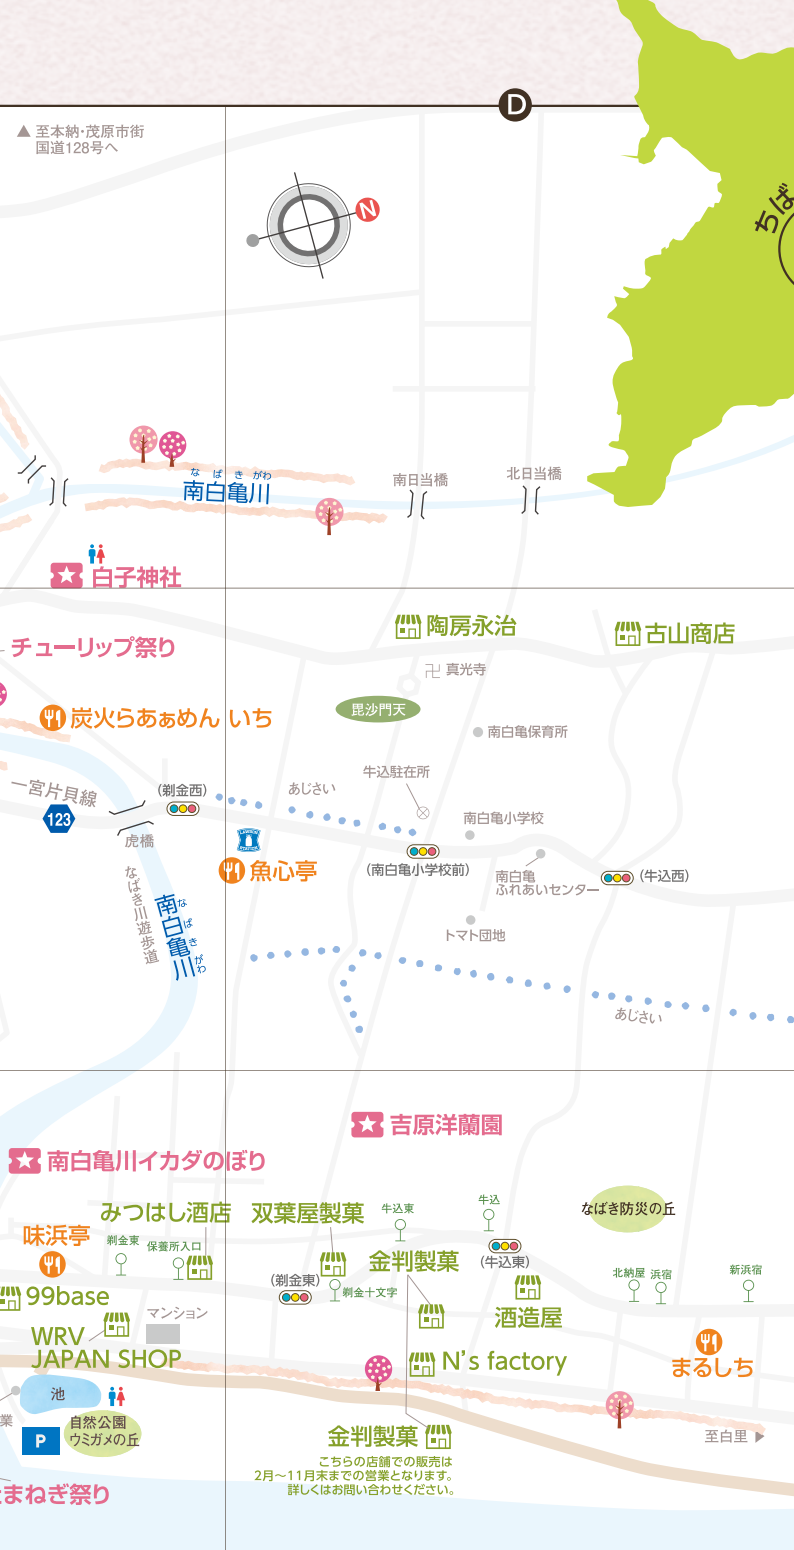 D
▲ 至本納・茂原市街
国道128号へ
N
ちば
なばきがわ
南白亀川
南日当橋
北日当橋
白子神社
陶房永治
古山商店
チューリップ祭り
卍 真光寺
毘沙門天
炭火らあぁめん いち
南白亀保育所
牛込駐在所
一宮片貝線
123
(剃金西)
あじさい
虎橋
LAWSON
STATION
魚心亭
南白亀小学校
(南白亀小学校前)
南白亀
ふれあいセンター
(牛込西)
なばき川遊歩道
南白亀川
なばきがわ
トマト団地
あじさい
吉原洋蘭園
南白亀川イカダのぼり
みつはし酒店
双葉屋製菓
牛込東
牛込
なばき防災の丘
味浜亭
剃金東
保養所入口
金判製菓
(牛込東)
(剃金東)
剃金十文字
北納屋
浜宿
新浜宿
99base
マンション
酒造屋
WRV
JAPAN SHOP
N's factory
まるしち
池
業
自然公園
ウミガメの丘
P
金判製菓
至白里 ▶
こちらの店舗での販売は
2月〜11月末までの営業となります。
詳しくはお問い合わせください。
まねぎ祭り